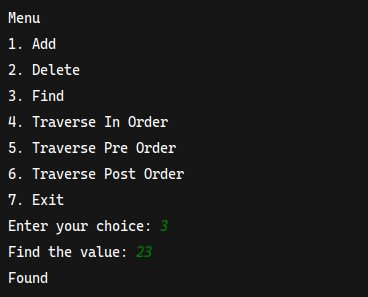 Menu
1. Add
2. Delete
3. Find
4. Traverse In Order
5. Traverse Pre Order
6. Traverse Post Order
7. Exit
Enter your choice: 3
Find the value: 23
Found